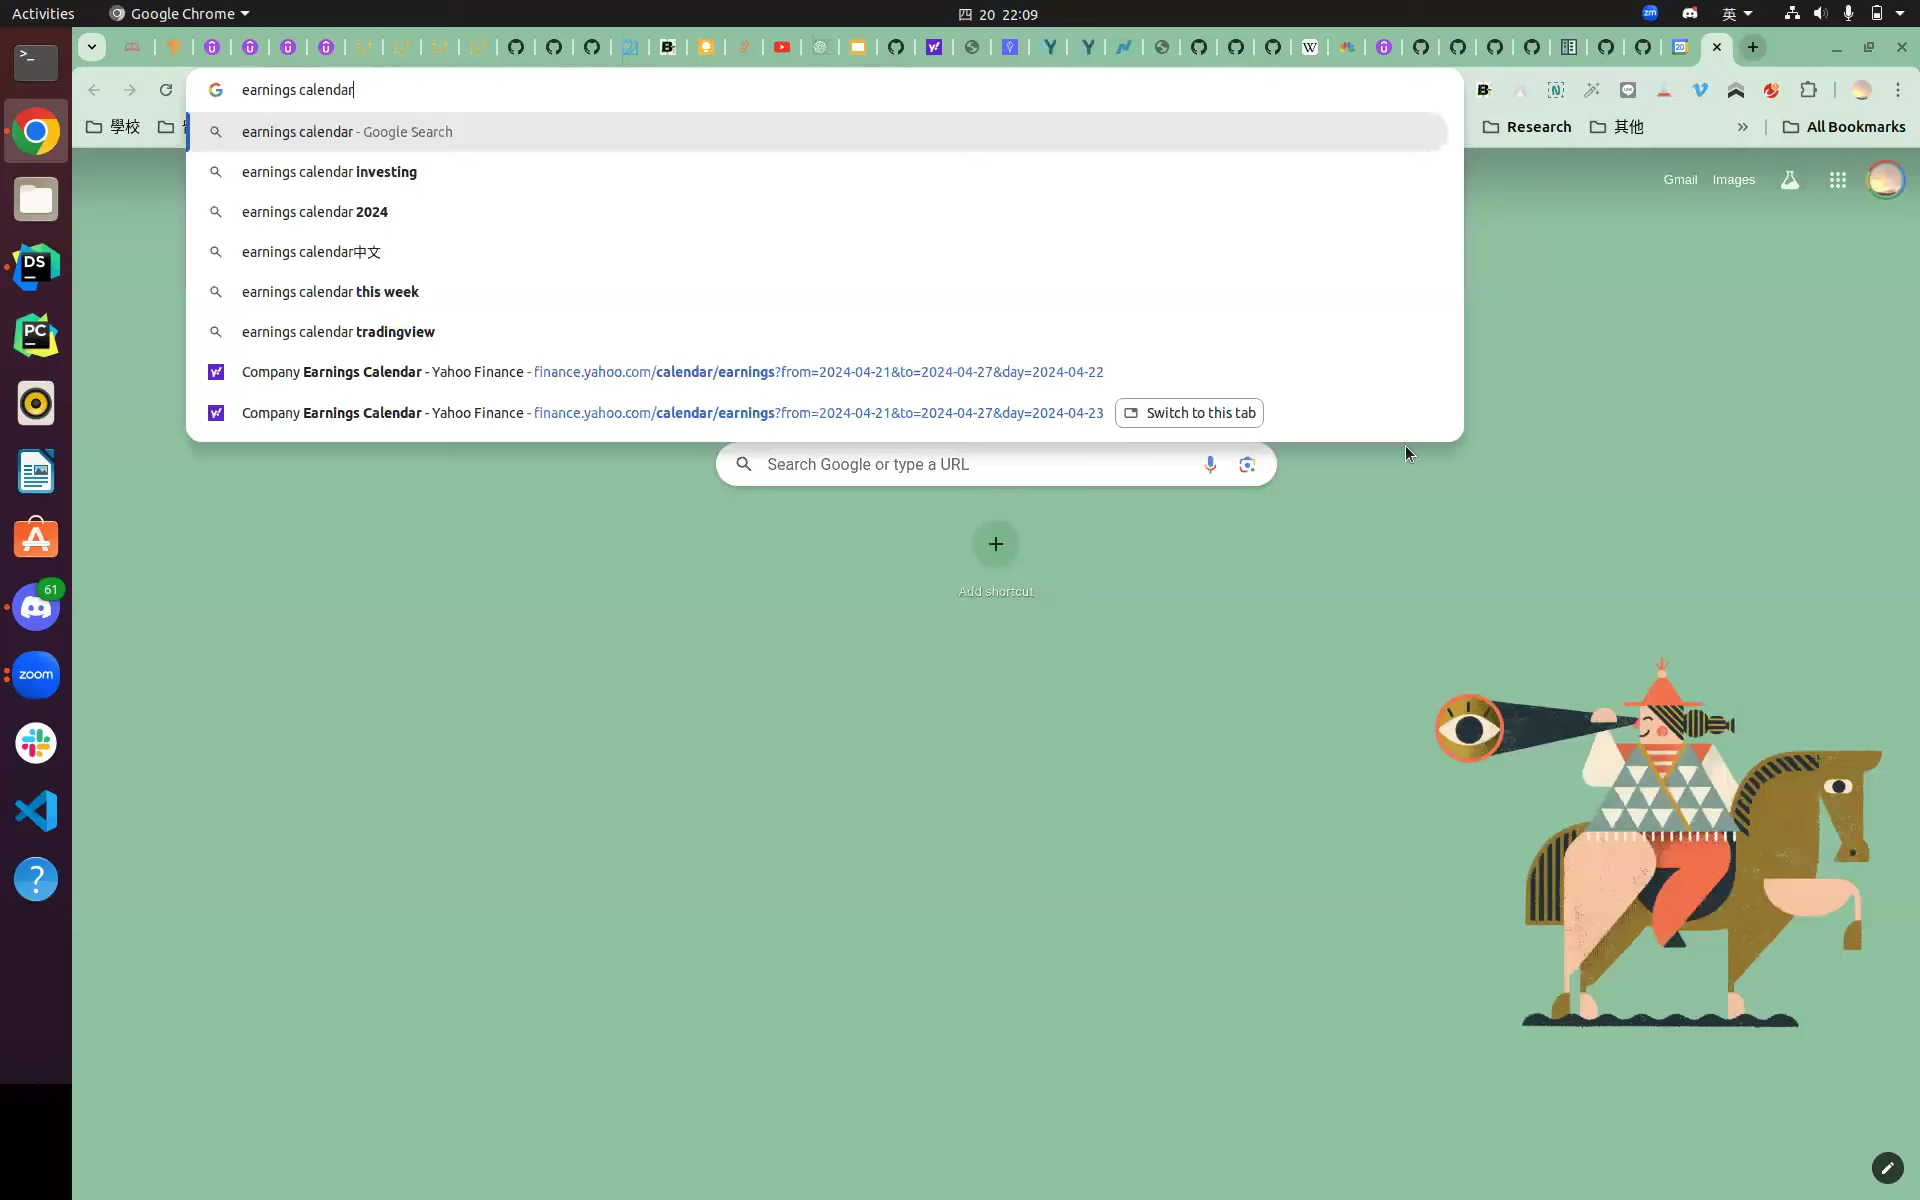 Activities
Google Chrome
四 20 22:09
zm
英
20
earnings calendar
earnings calendar - Google Search
earnings calendar investing
earnings calendar 2024
earnings calendar中文
earnings calendar this week
earnings calendar tradingview
Company Earnings Calendar - Yahoo Finance - finance.yahoo.com/calendar/earnings?from=2024-04-21&to=2024-04-27&day=2024-04-22
Company Earnings Calendar - Yahoo Finance - finance.yahoo.com/calendar/earnings?from=2024-04-21&to=2024-04-27&day=2024-04-23
Switch to this tab
學校
Research
其他
All Bookmarks
Gmail
Images
Search Google or type a URL
Add shortcut
DS
PC
61
zoom